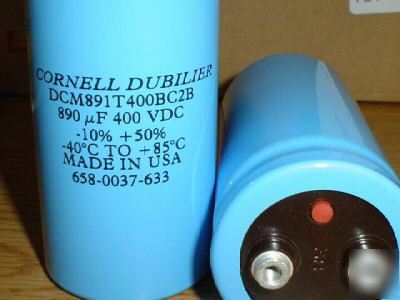 CORNELL DUBILIER
DCM891T400BC2B
890 µF 400 VDC
-10% +50%
-40°C TO +85°C
MADE IN USA
658-0037-633